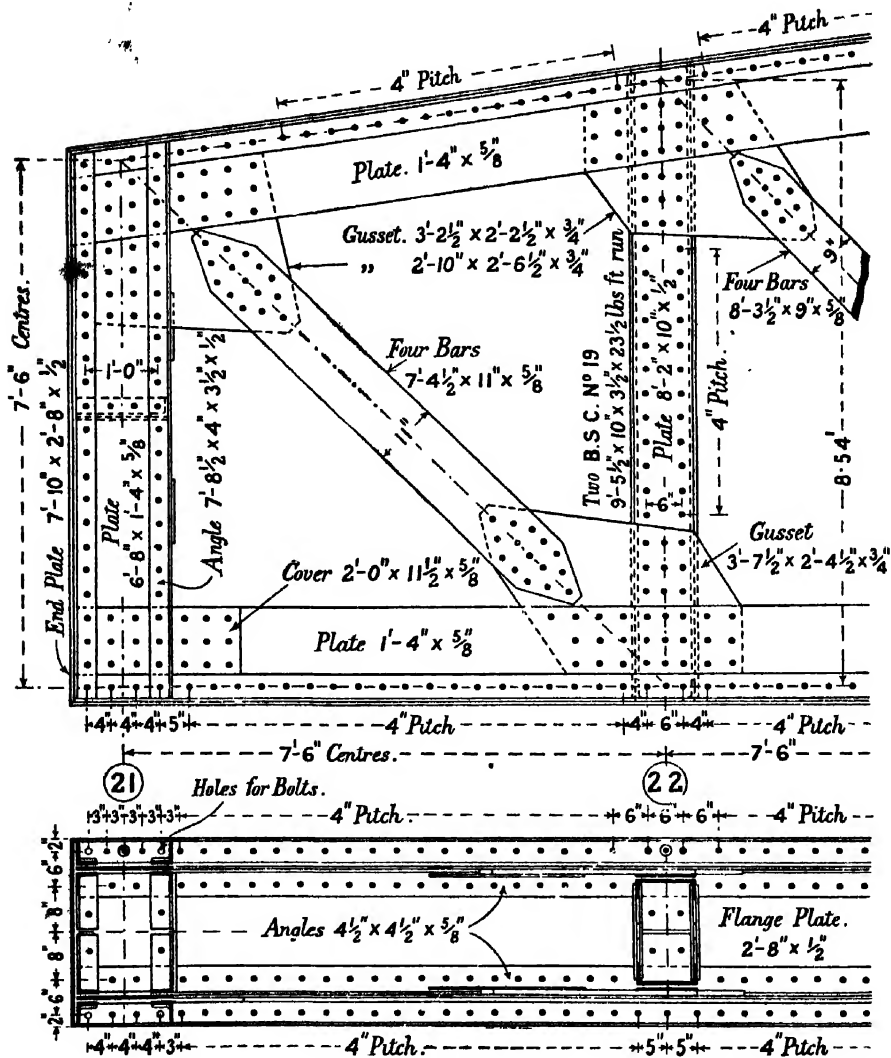 4" Pitch
4" Pitch
Plate. 1'-4" x 5/8"
Gusset. 3'-2½" x 2'-2½" x ¾"
„ 2'-10" x 2'-6½" x ¾"
7'-6" Centres.
End Plate 7'-10" x 2'-8" x ½"
1'-0"
Plate
6'-8" x 1'-4" x 5/8"
Angle 7'-8½" x 4" x 3½" x ½"
Four Bars
7'-4½" x 11" x 5/8"
11"
Two B.S.C. Nº 19
9'-5½" x 10" x 3½" x 23½ lbs ft run
Plate 8'-2" x 10" x ½"
6"
4" Pitch.
9"
Four Bars
8'-3½" x 9" x 5/8"
8·54'
Gusset
3'-7½" x 2'-4½" x ¾"
Cover 2'-0" x 11½" x 5/8"
Plate 1'-4" x 5/8"
4" 4" 4" 5" 4" Pitch 4" 6" 4" 4" Pitch
7'-6" Centres. 7'-6"
21 22
Holes for Bolts.
3" 3" 3" 3" 3" 4" Pitch. 6" 6" 6" 4" Pitch
2" 6" 8" 8" 6" 2"
Angles 4½" x 4½" x 5/8"
Flange Plate.
2'-8" x ½"
4" 4" 4" 3" 4" Pitch. 5" 5" 4" Pitch